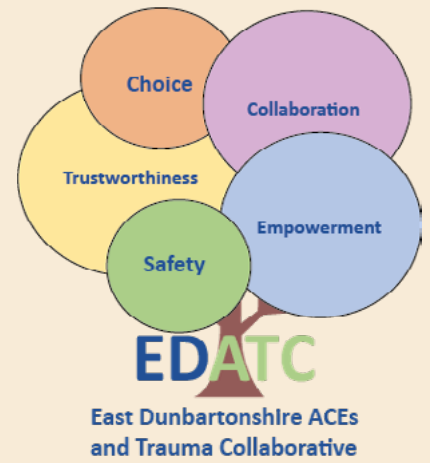 Choice
Collaboration
Trustworthiness
Empowerment
Safety
EDATC
East DunbartonshIre ACEs
and Trauma Collaborative